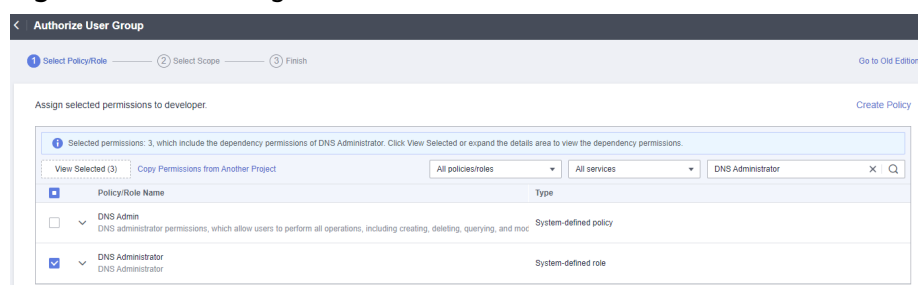 Authorize User Group
1 Select Policy/Role 2 Select Scope 3 Finish Go to Old Edition
Assign selected permissions to developer. Create Policy
Selected permissions: 3, which include the dependency permissions of DNS Administrator. Click View Selected or expand the details area to view the dependency permissions.
View Selected (3) Copy Permissions from Another Project All policies/roles All services DNS Administrator
Policy/Role Name Type
DNS Admin
DNS administrator permissions, which allow users to perform all operations, including creating, deleting, querying, and mod System-defined policy
DNS Administrator
DNS Administrator System-defined role